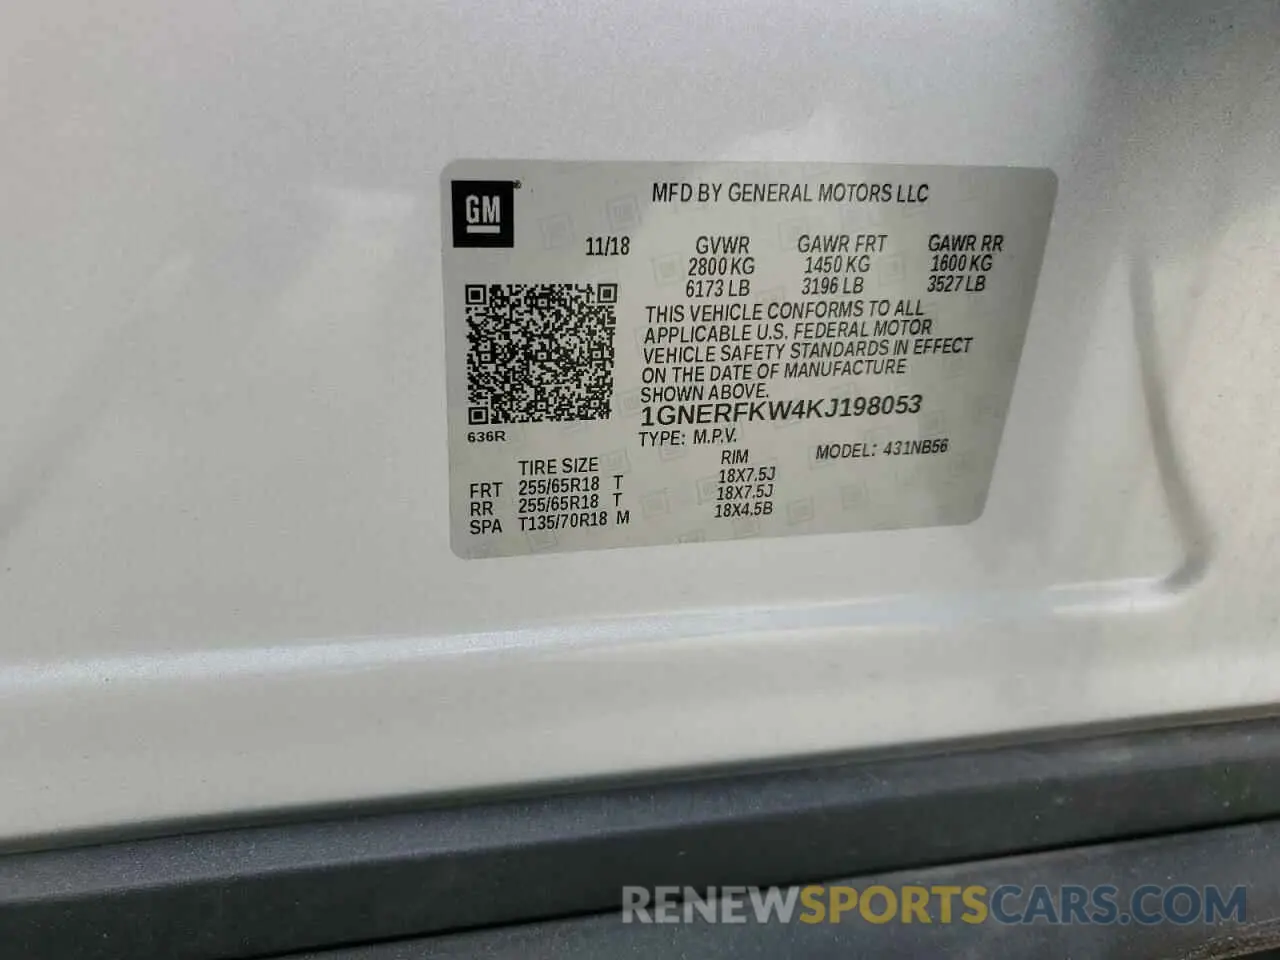 GM®
MFD BY GENERAL MOTORS LLC
11/18 GVWR GAWR FRT GAWR RR
2800 KG 1450 KG 1600 KG
6173 LB 3196 LB 3527 LB
THIS VEHICLE CONFORMS TO ALL
APPLICABLE U.S. FEDERAL MOTOR
VEHICLE SAFETY STANDARDS IN EFFECT
ON THE DATE OF MANUFACTURE
SHOWN ABOVE.
1GNERFKW4KJ198053
636R
TYPE: M.P.V. MODEL: 431NB56
TIRE SIZE RIM
FRT 255/65R18 T 18X7.5J
RR 255/65R18 T 18X7.5J
SPA T135/70R18 M 18X4.5B
RENEWSPORTSCARS.COM